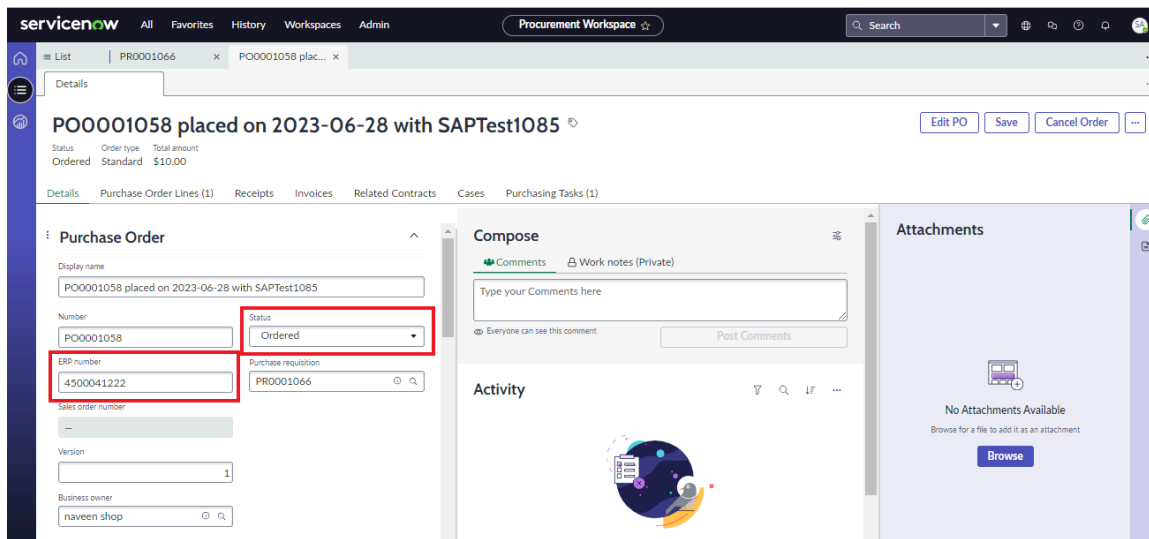 servicenow All Favorites History Workspaces Admin Procurement Workspace Search SA
List PR0001066 × PO0001058 plac... ×
Details
PO0001058 placed on 2023-06-28 with SAPTest1085 Edit PO Save Cancel Order ...
Status Order type Total amount
Ordered Standard $10.00
Details Purchase Order Lines (1) Receipts Invoices Related Contracts Cases Purchasing Tasks (1)
Purchase Order
Display name
PO0001058 placed on 2023-06-28 with SAPTest1085
Number Status
PO0001058 Ordered
ERP number Purchase requisition
4500041222 PR0001066
Sales order number
—
Version
1
Business owner
naveen shop
Compose
Comments Work notes (Private)
Type your Comments here
Everyone can see this comment Post Comments
Activity
Attachments
No Attachments Available
Browse for a file to add it as an attachment
Browse